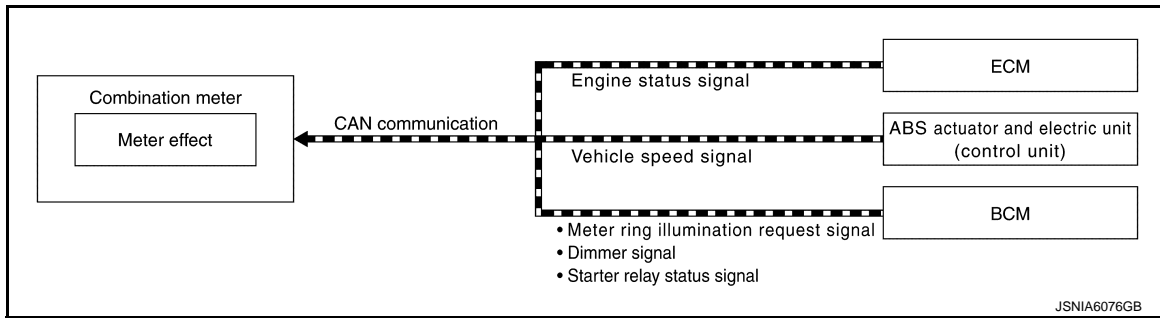 Combination meter
Meter effect
CAN communication
Engine status signal
ECM
Vehicle speed signal
ABS actuator and electric unit
(control unit)
BCM
• Meter ring illumination request signal
• Dimmer signal
• Starter relay status signal
JSNIA6076GB